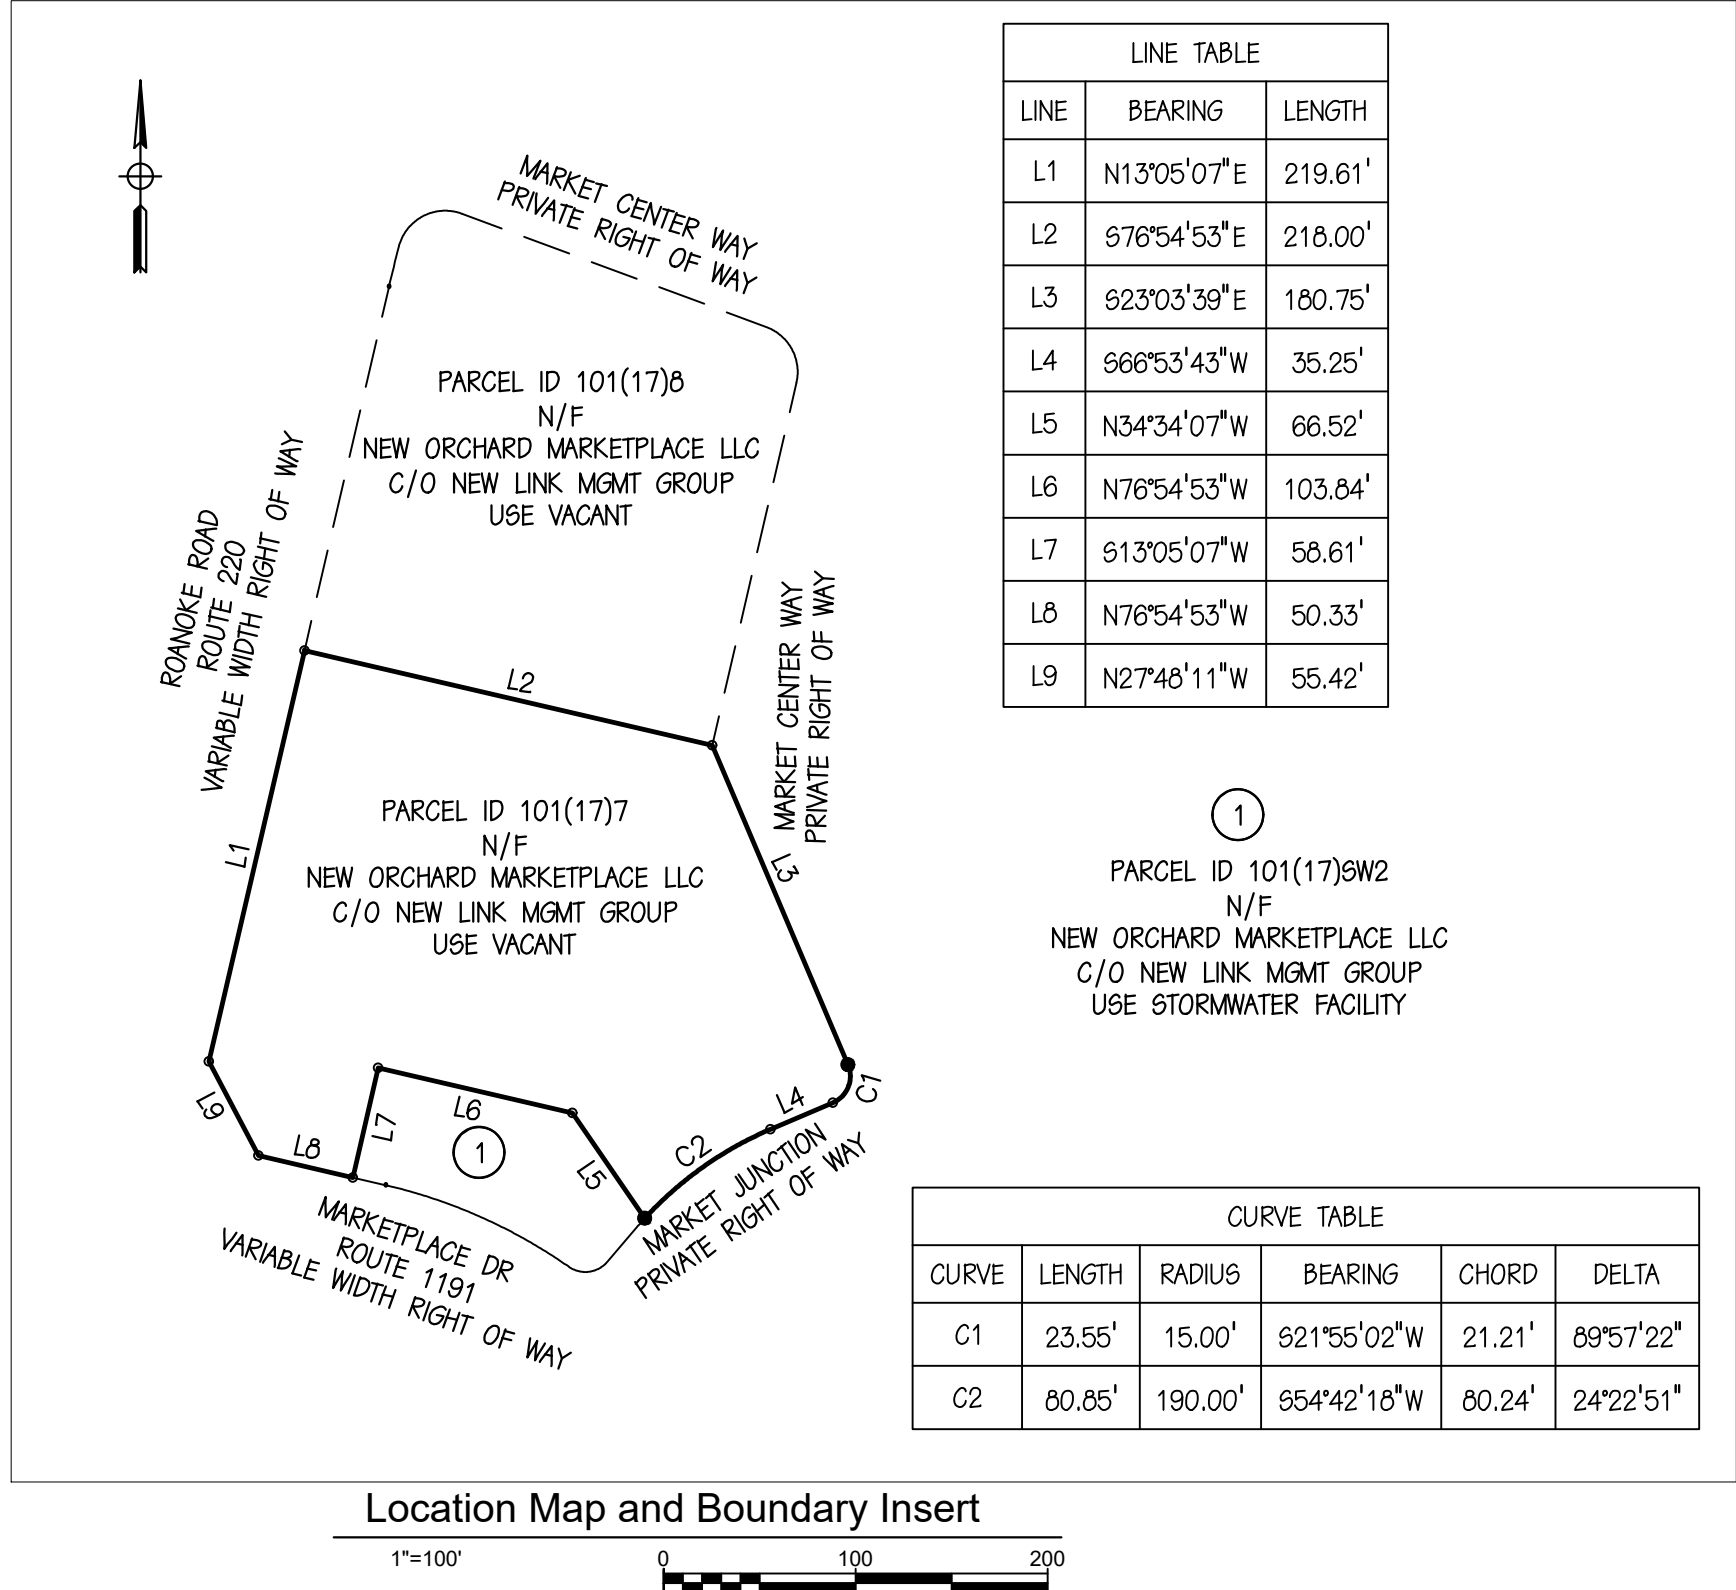 MARKET CENTER WAY
PRIVATE RIGHT OF WAY
PARCEL ID 101(17)8
N/F
NEW ORCHARD MARKETPLACE LLC
C/O NEW LINK MGMT GROUP
USE VACANT
ROANOKE ROAD
ROUTE 220
VARIABLE WIDTH RIGHT OF WAY
MARKET CENTER WAY
PRIVATE RIGHT OF WAY
L2
L1
L3
PARCEL ID 101(17)7
N/F
NEW ORCHARD MARKETPLACE LLC
C/O NEW LINK MGMT GROUP
USE VACANT
L9
L8
L7
L6
1
L5
C2
L4
C1
MARKET JUNCTION
PRIVATE RIGHT OF WAY
MARKETPLACE DR
ROUTE 1191
VARIABLE WIDTH RIGHT OF WAY
LINE TABLE
LINE BEARING LENGTH
L1 N13°05'07"E 219.61'
L2 S76°54'53"E 218.00'
L3 S23°03'39"E 180.75'
L4 S66°53'43"W 35.25'
L5 N34°34'07"W 66.52'
L6 N76°54'53"W 103.84'
L7 S13°05'07"W 58.61'
L8 N76°54'53"W 50.33'
L9 N27°48'11"W 55.42'
1
PARCEL ID 101(17)SW2
N/F
NEW ORCHARD MARKETPLACE LLC
C/O NEW LINK MGMT GROUP
USE STORMWATER FACILITY
CURVE TABLE
CURVE LENGTH RADIUS BEARING CHORD DELTA
C1 23.55' 15.00' S21°55'02"W 21.21' 89°57'22"
C2 80.85' 190.00' S54°42'18"W 80.24' 24°22'51"
Location Map and Boundary Insert
1"=100'
0 100 200